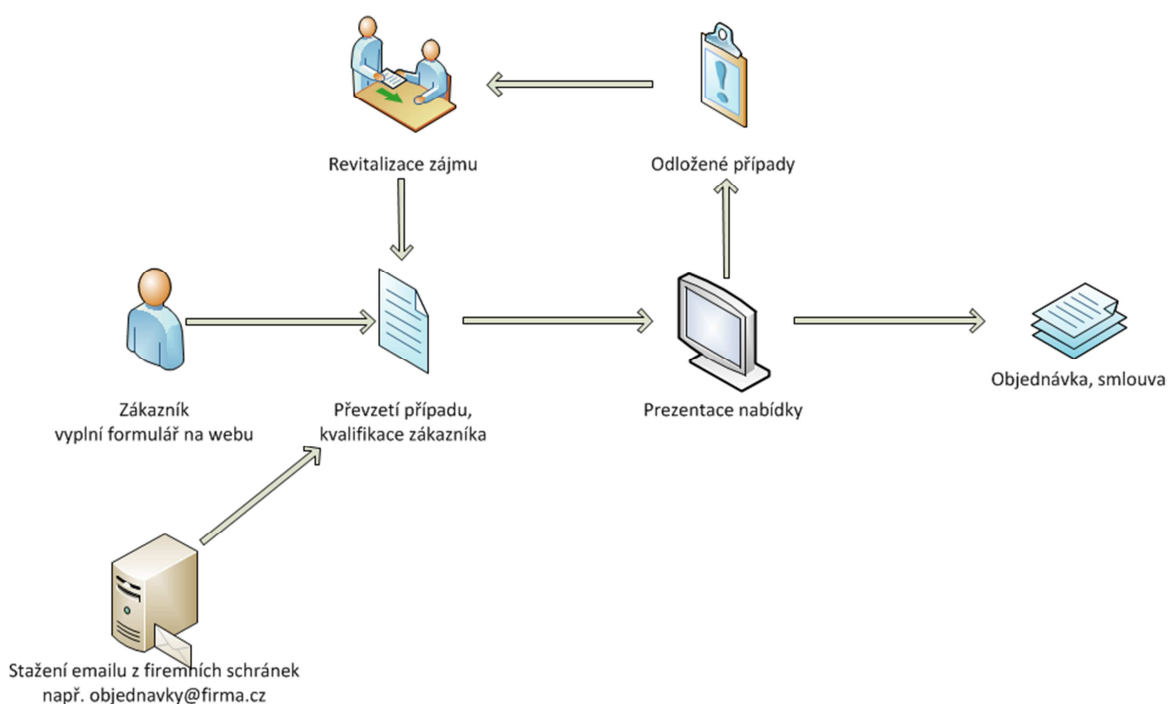 Revitalizace zájmu
Odložené případy
Zákazník
vyplní formulář na webu
Převzetí případu,
kvalifikace zákazníka
Prezentace nabídky
Objednávka, smlouva
Stažení emailu z firemních schránek
např. objednavky@firma.cz